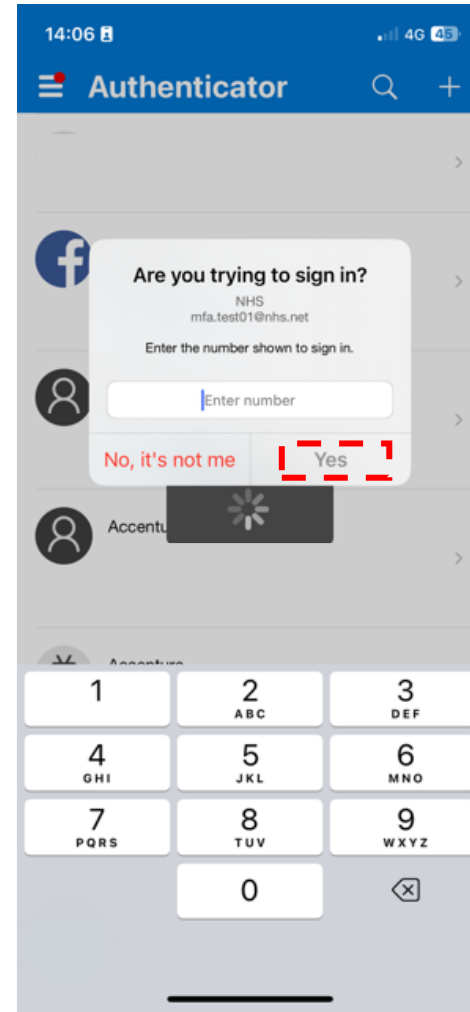 14:06
4G 45
Authenticator
Are you trying to sign in?
NHS
mfa.test01@nhs.net
Enter the number shown to sign in.
Enter number
No, it's not me
Yes
Accentu
Accenture
1
2
ABC
3
DEF
4
GHI
5
JKL
6
MNO
7
PQRS
8
TUV
9
WXYZ
0